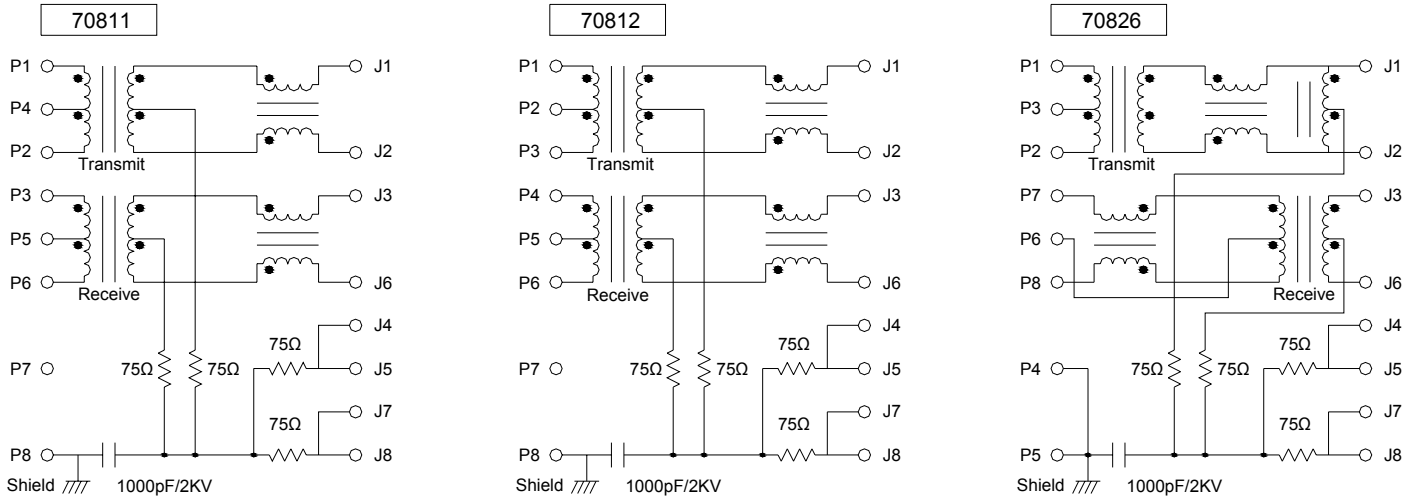 70811
P1
J1
P4
P2
J2
Transmit
P3
J3
P5
P6
J6
Receive
J4
75Ω
P7
75Ω
75Ω
J5
J7
75Ω
P8
J8
Shield
1000pF/2KV
70812
P1
J1
P2
P3
J2
Transmit
P4
J3
P5
P6
J6
Receive
J4
75Ω
P7
75Ω
75Ω
J5
J7
75Ω
P8
J8
Shield
1000pF/2KV
70826
P1
J1
P3
P2
J2
Transmit
P7
J3
P6
P8
J6
Receive
J4
75Ω
P4
75Ω
75Ω
J5
J7
75Ω
P5
J8
Shield
1000pF/2KV